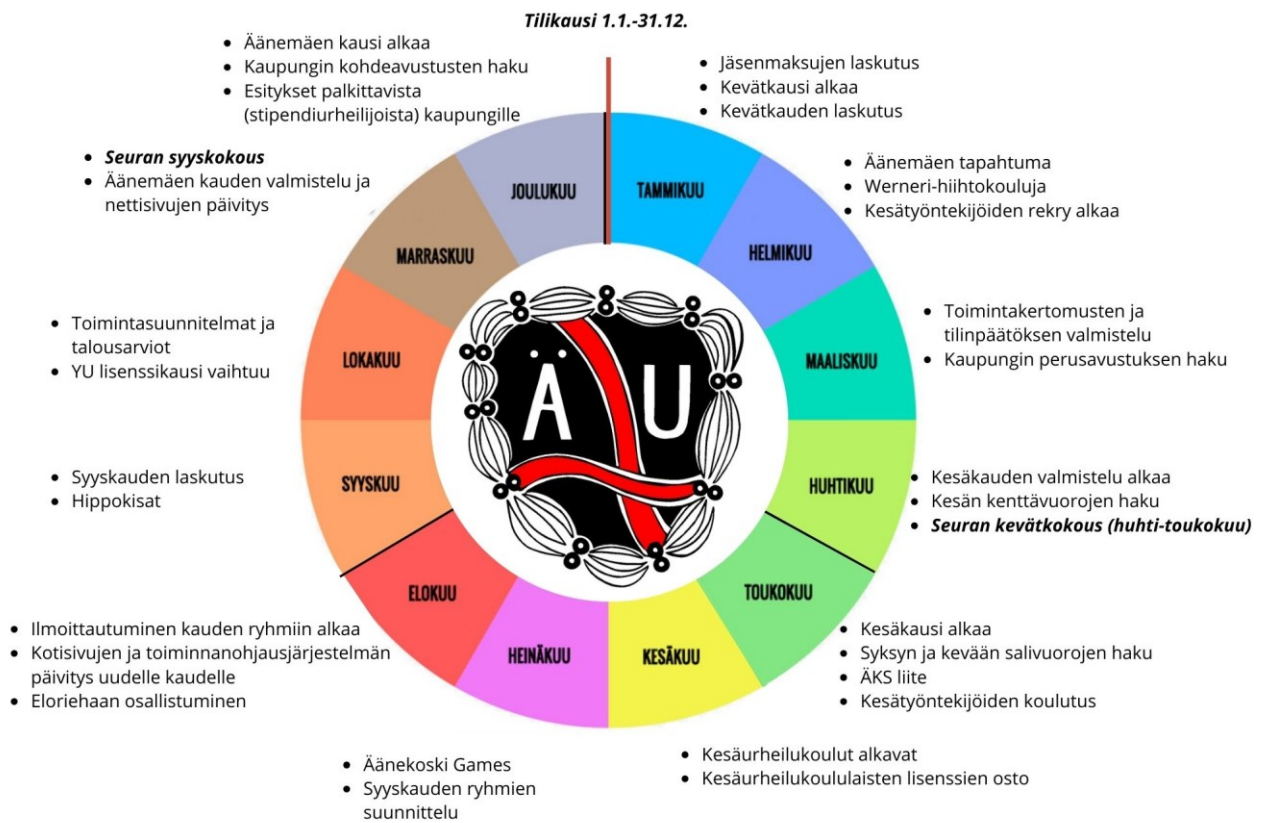 Tilikausi 1.1.-31.12.
• Jäsenmaksujen laskutus
• Kevätkausi alkaa
• Kevätkauden laskutus
TAMMIKUU
• Äänemäen tapahtuma
• Werneri-hiihtokouluja
• Kesätyöntekijöiden rekry alkaa
HELMIKUU
• Toimintakertomusten ja
tilinpäätöksen valmistelu
• Kaupungin perusavustuksen haku
MAALISKUU
• Kesäkauden valmistelu alkaa
• Kesän kenttävuorojen haku
• Seuran kevätkokous (huhti-toukokuu)
HUHTIKUU
• Kesäkausi alkaa
• Syksyn ja kevään salivuorojen haku
• ÄKS liite
• Kesätyöntekijöiden koulutus
TOUKOKUU
• Kesäurheilukoulut alkavat
• Kesäurheilukoululaisten lisenssien osto
KESÄKUU
• Äänekoski Games
• Syyskauden ryhmien
suunnittelu
HEINÄKUU
• Ilmoittautuminen kauden ryhmiin alkaa
• Kotisivujen ja toiminnanohjausjärjestelmän
päivitys uudelle kaudelle
• Eloriehaan osallistuminen
ELOKUU
• Syyskauden laskutus
• Hippokisat
SYYSKUU
• Toimintasuunnitelmat ja
talousarviot
• YU lisenssikausi vaihtuu
LOKAKUU
• Seuran syyskokous
• Äänemäen kauden valmistelu ja
nettisivujen päivitys
MARRASKUU
• Äänemäen kausi alkaa
• Kaupungin kohdeavustusten haku
• Esitykset palkittavista
(stipendiurheilijoista) kaupungille
JOULUKUU
Ä U